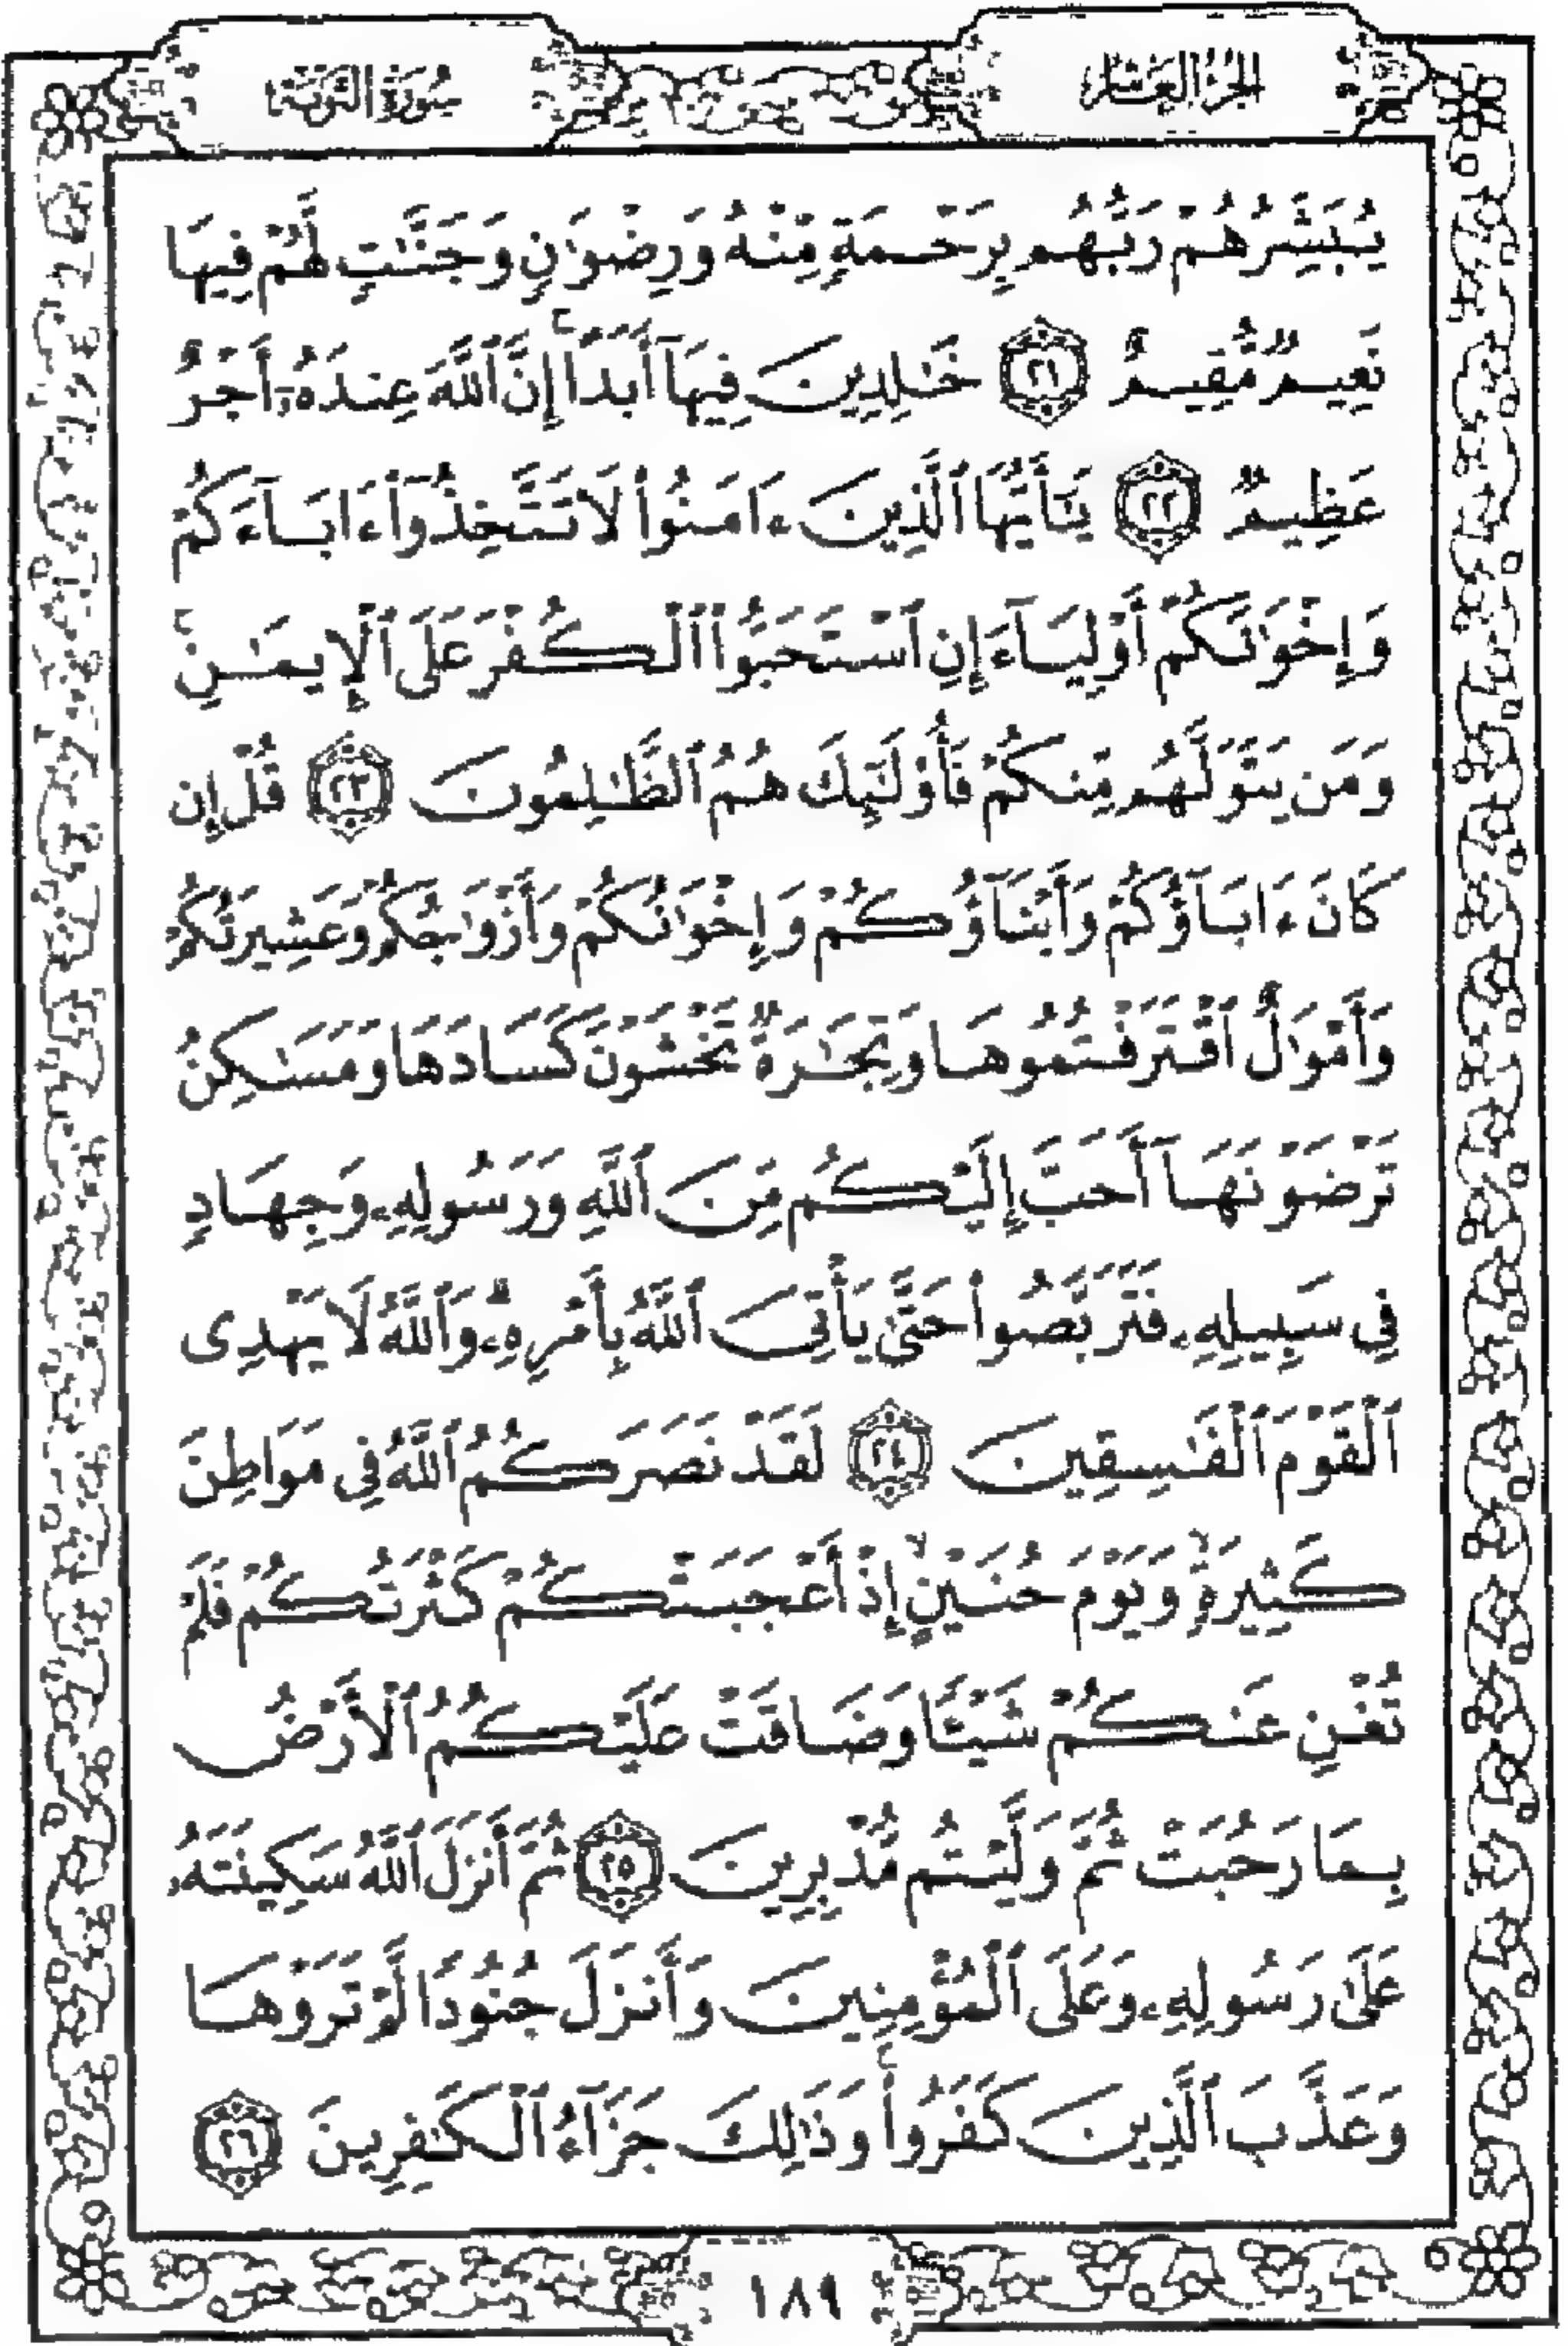 الجزء العاشر
سورة التوبة
يُبَشِّرُهُمْ رَبُّهُم بِرَحْمَةٍ مِّنْهُ وَرِضْوَٰنٍ وَجَنَّٰتٍ لَّهُمْ فِيهَا
نَعِيمٌ مُّقِيمٌ ٢١ خَٰلِدِينَ فِيهَآ أَبَدًا ۚ إِنَّ ٱللَّهَ عِندَهُۥٓ أَجْرٌ
عَظِيمٌ ٢٢ يَٰٓأَيُّهَا ٱلَّذِينَ ءَامَنُوا۟ لَا تَتَّخِذُوٓا۟ ءَابَآءَكُمْ
وَإِخْوَٰنَكُمْ أَوْلِيَآءَ إِنِ ٱسْتَحَبُّوا۟ ٱلْكُفْرَ عَلَى ٱلْإِيمَٰنِ ۚ
وَمَن يَتَوَلَّهُم مِّنكُمْ فَأُو۟لَٰٓئِكَ هُمُ ٱلظَّٰلِمُونَ ٢٣ قُلْ إِن
كَانَ ءَابَآؤُكُمْ وَأَبْنَآؤُكُمْ وَإِخْوَٰنُكُمْ وَأَزْوَٰجُكُمْ وَعَشِيرَتُكُمْ
وَأَمْوَٰلٌ ٱقْتَرَفْتُمُوهَا وَتِجَٰرَةٌ تَخْشَوْنَ كَسَادَهَا وَمَسَٰكِنُ
تَرْضَوْنَهَآ أَحَبَّ إِلَيْكُم مِّنَ ٱللَّهِ وَرَسُولِهِۦ وَجِهَادٍ
فِى سَبِيلِهِۦ فَتَرَبَّصُوا۟ حَتَّىٰ يَأْتِىَ ٱللَّهُ بِأَمْرِهِۦ ۗ وَٱللَّهُ لَا يَهْدِى
ٱلْقَوْمَ ٱلْفَٰسِقِينَ ٢٤ لَقَدْ نَصَرَكُمُ ٱللَّهُ فِى مَوَاطِنَ
كَثِيرَةٍ ۙ وَيَوْمَ حُنَيْنٍ ۙ إِذْ أَعْجَبَتْكُمْ كَثْرَتُكُمْ فَلَمْ
تُغْنِ عَنكُمْ شَيْـًٔا وَضَاقَتْ عَلَيْكُمُ ٱلْأَرْضُ
بِمَا رَحُبَتْ ثُمَّ وَلَّيْتُم مُّدْبِرِينَ ٢٥ ثُمَّ أَنزَلَ ٱللَّهُ سَكِينَتَهُۥ
عَلَىٰ رَسُولِهِۦ وَعَلَى ٱلْمُؤْمِنِينَ وَأَنزَلَ جُنُودًا لَّمْ تَرَوْهَا
وَعَذَّبَ ٱلَّذِينَ كَفَرُوا۟ ۚ وَذَٰلِكَ جَزَآءُ ٱلْكَٰفِرِينَ ٢٦
١٨٩